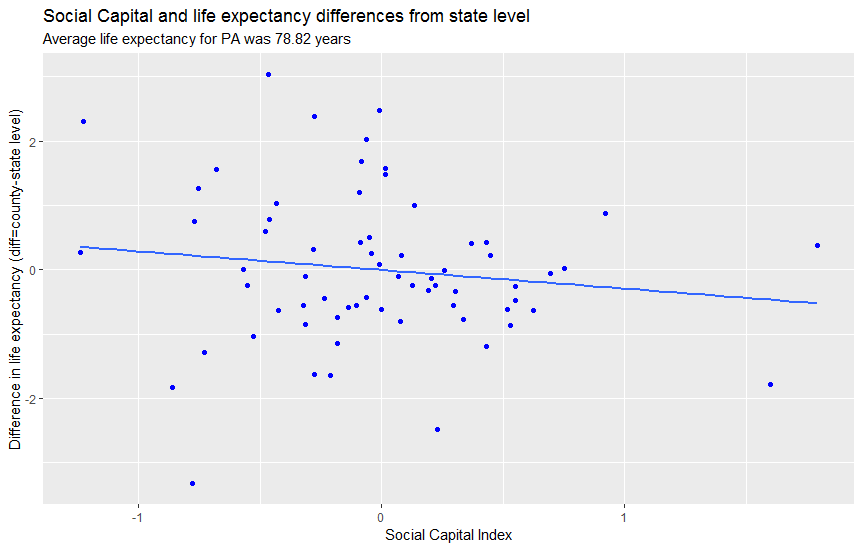 Social Capital and life expectancy differences from state level
Average life expectancy for PA was 78.82 years
Difference in life expectancy (diff=county-state level)
2
0
-2
-1
0
1
Social Capital Index